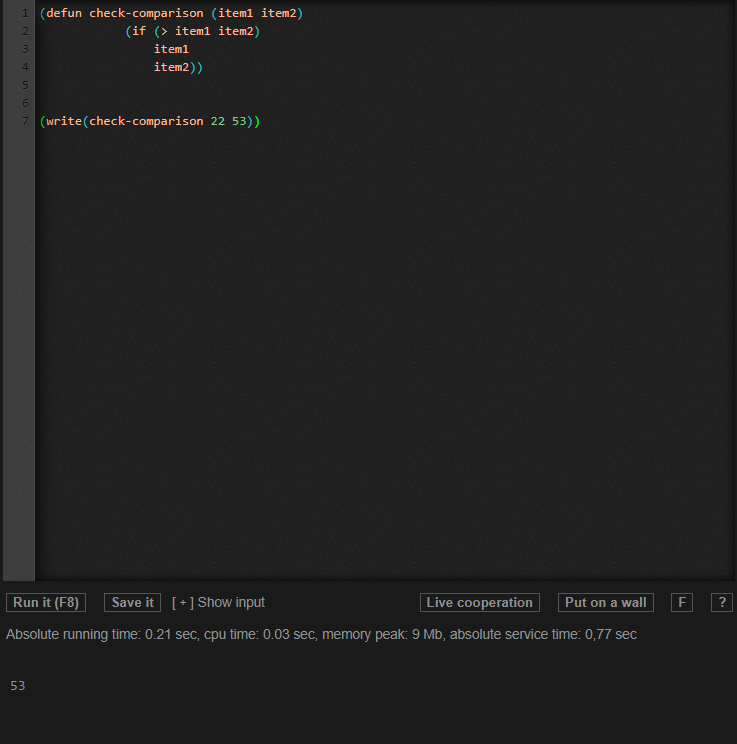 1 (defun check-comparison (item1 item2)
2 (if (> item1 item2)
3 item1
4 item2))
5
6
7 (write(check-comparison 22 53))
Run it (F8) Save it [ + ] Show input Live cooperation Put on a wall F ?
Absolute running time: 0.21 sec, cpu time: 0.03 sec, memory peak: 9 Mb, absolute service time: 0,77 sec
53